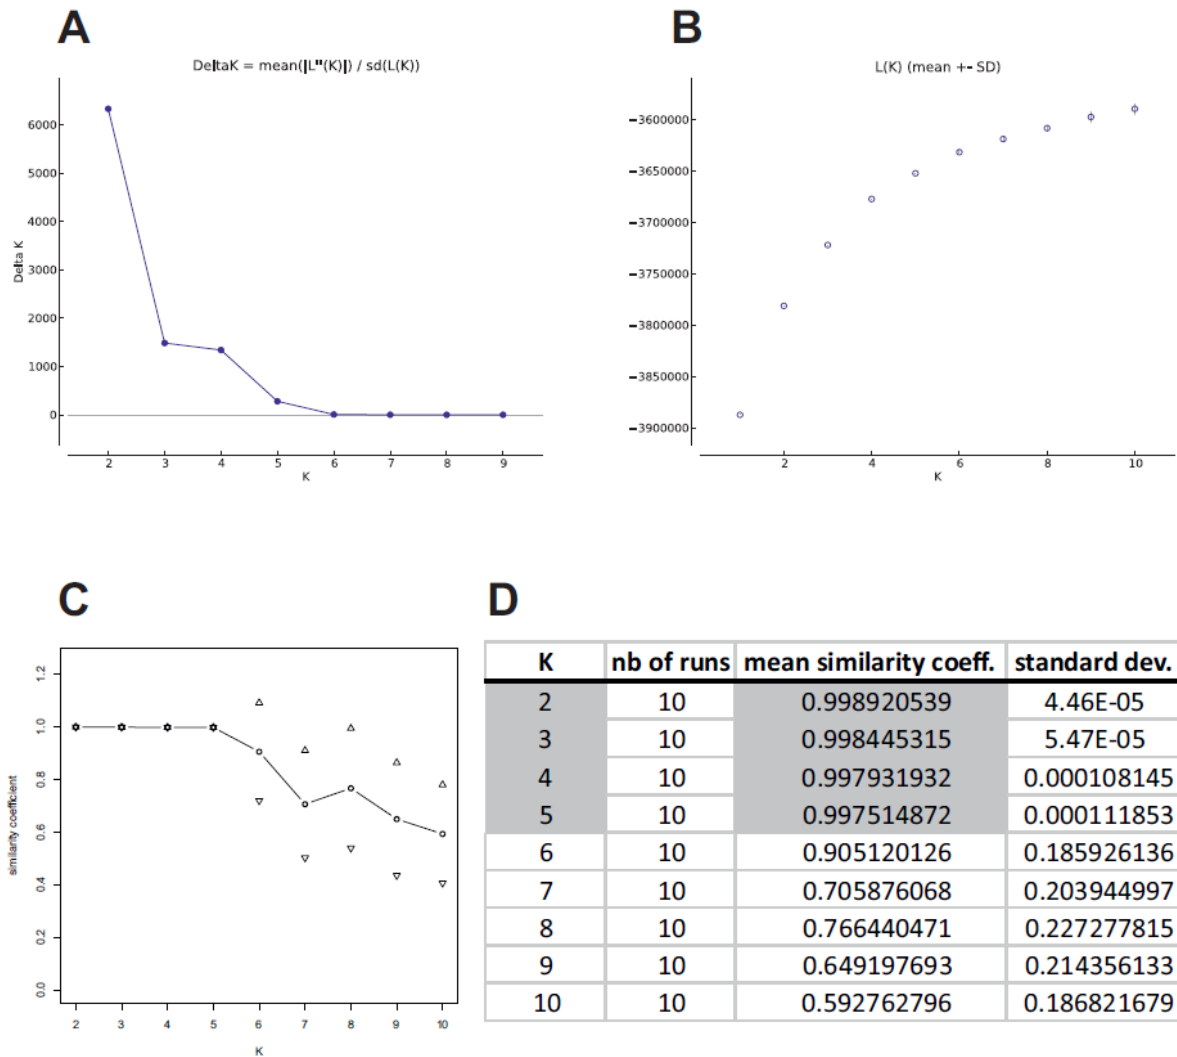 A
DeltaK = mean(|L"(K)|) / sd(L(K))
6000
5000
4000
3000
2000
1000
0
Delta K
2 3 4 5 6 7 8 9
K
B
L(K) (mean +- SD)
−3600000
−3650000
−3700000
−3750000
−3800000
−3850000
−3900000
2 4 6 8 10
K
C
1.2
1.0
0.8
0.6
0.4
0.2
0.0
similarity coefficient
2 3 4 5 6 7 8 9 10
K
D
K nb of runs mean similarity coeff. standard dev.
2 10 0.998920539 4.46E-05
3 10 0.998445315 5.47E-05
4 10 0.997931932 0.000108145
5 10 0.997514872 0.000111853
6 10 0.905120126 0.185926136
7 10 0.705876068 0.203944997
8 10 0.766440471 0.227277815
9 10 0.649197693 0.214356133
10 10 0.592762796 0.186821679